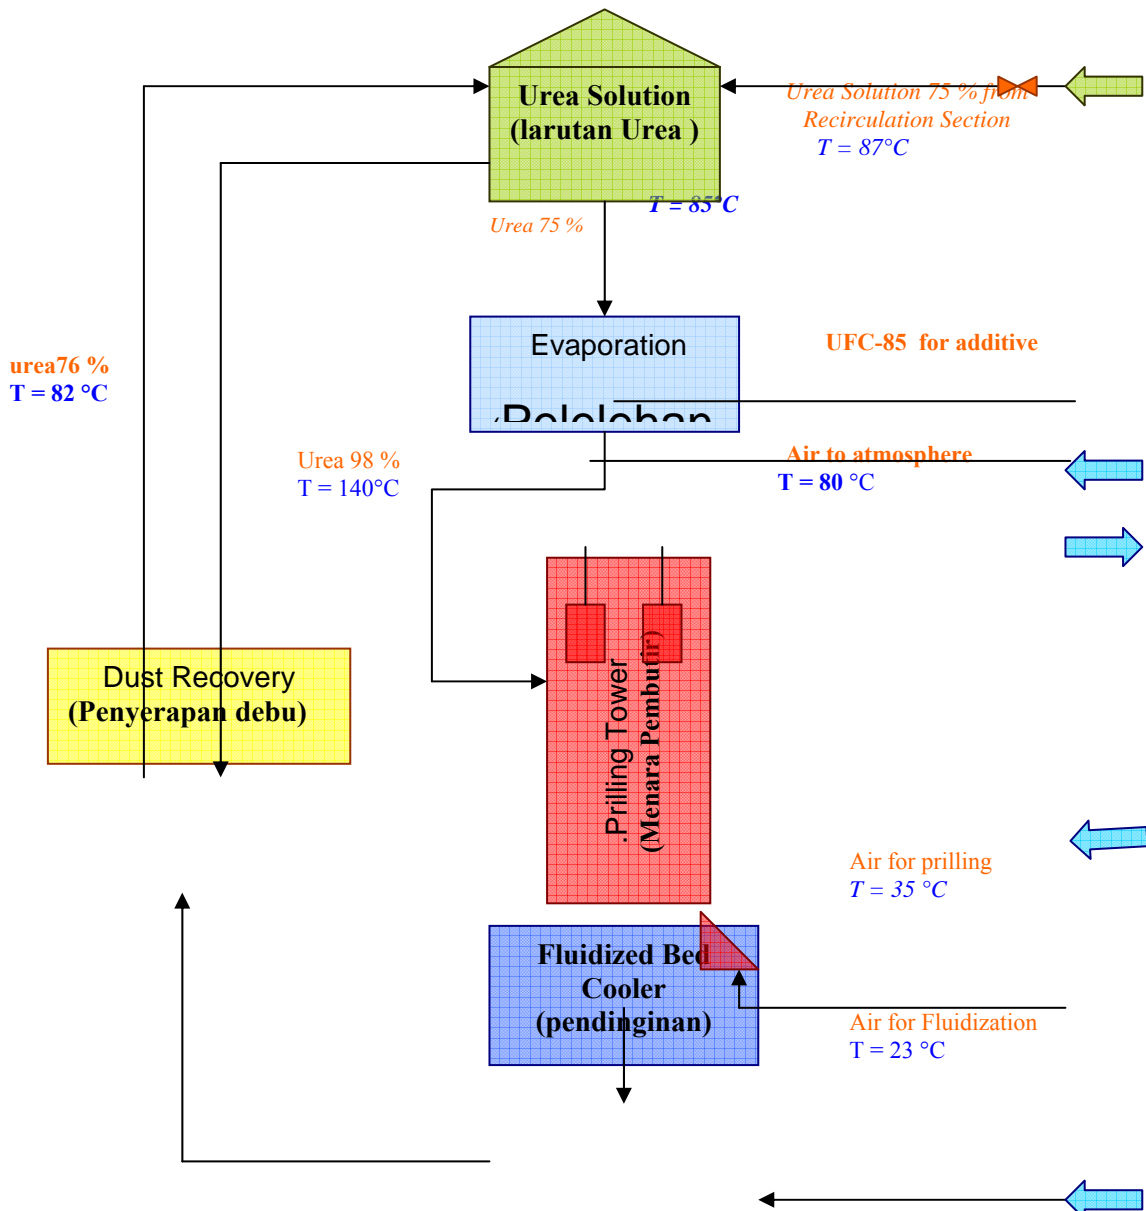 Urea Solution
(larutan Urea )
Urea Solution 75 % from
Recirculation Section
T = 87°C
T = 85°C
Urea 75 %
Evaporation
UFC-85  for additive
urea76 %
T = 82 °C
Urea 98 %
T = 140°C
Air to atmosphere
T = 80 °C
Dust Recovery
(Penyerapan debu)
.Prilling Tower
(Menara Pembutir)
Air for prilling
T = 35 °C
Fluidized Bed
Cooler
(pendinginan)
Air for Fluidization
T = 23 °C